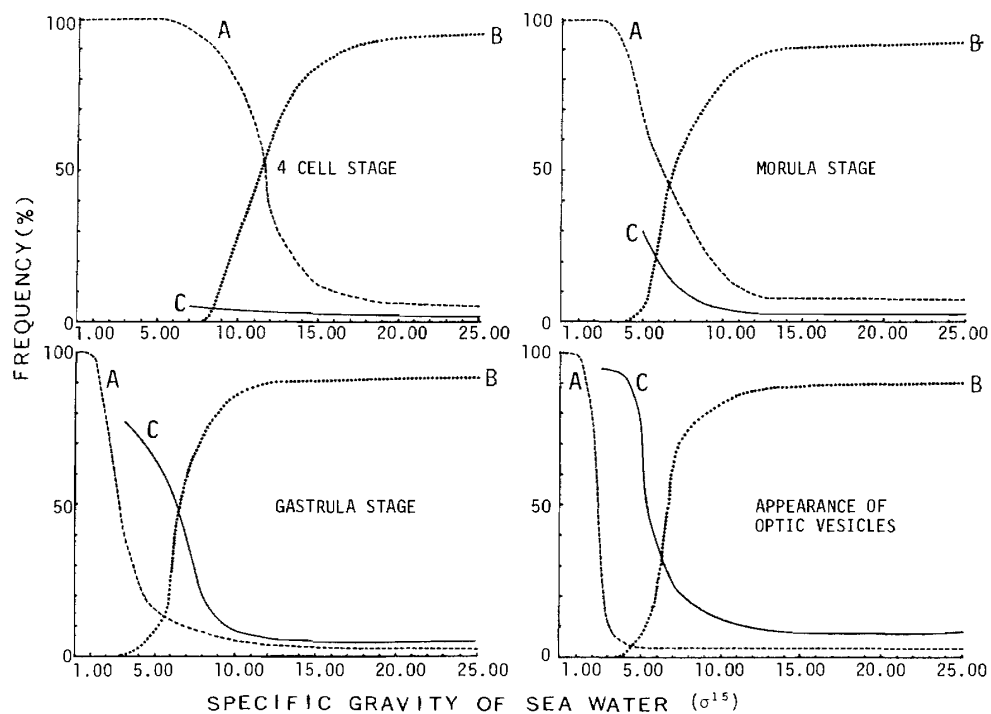 100
A
B
50
4 CELL STAGE
C
0
1.00 5.00 10.00 15.00 20.00 25.00
100
A
B
50
MORULA STAGE
C
0
1.00 5.00 10.00 15.00 20.00 25.00
FREQUENCY (%)
100
A
C
B
50
GASTRULA STAGE
0
1.00 5.00 10.00 15.00 20.00 25.00
100
A
C
B
50
APPEARANCE OF
OPTIC VESICLES
0
1.00 5.00 10.00 15.00 20.00 25.00
SPECIFIC GRAVITY OF SEA WATER (σ¹⁵)